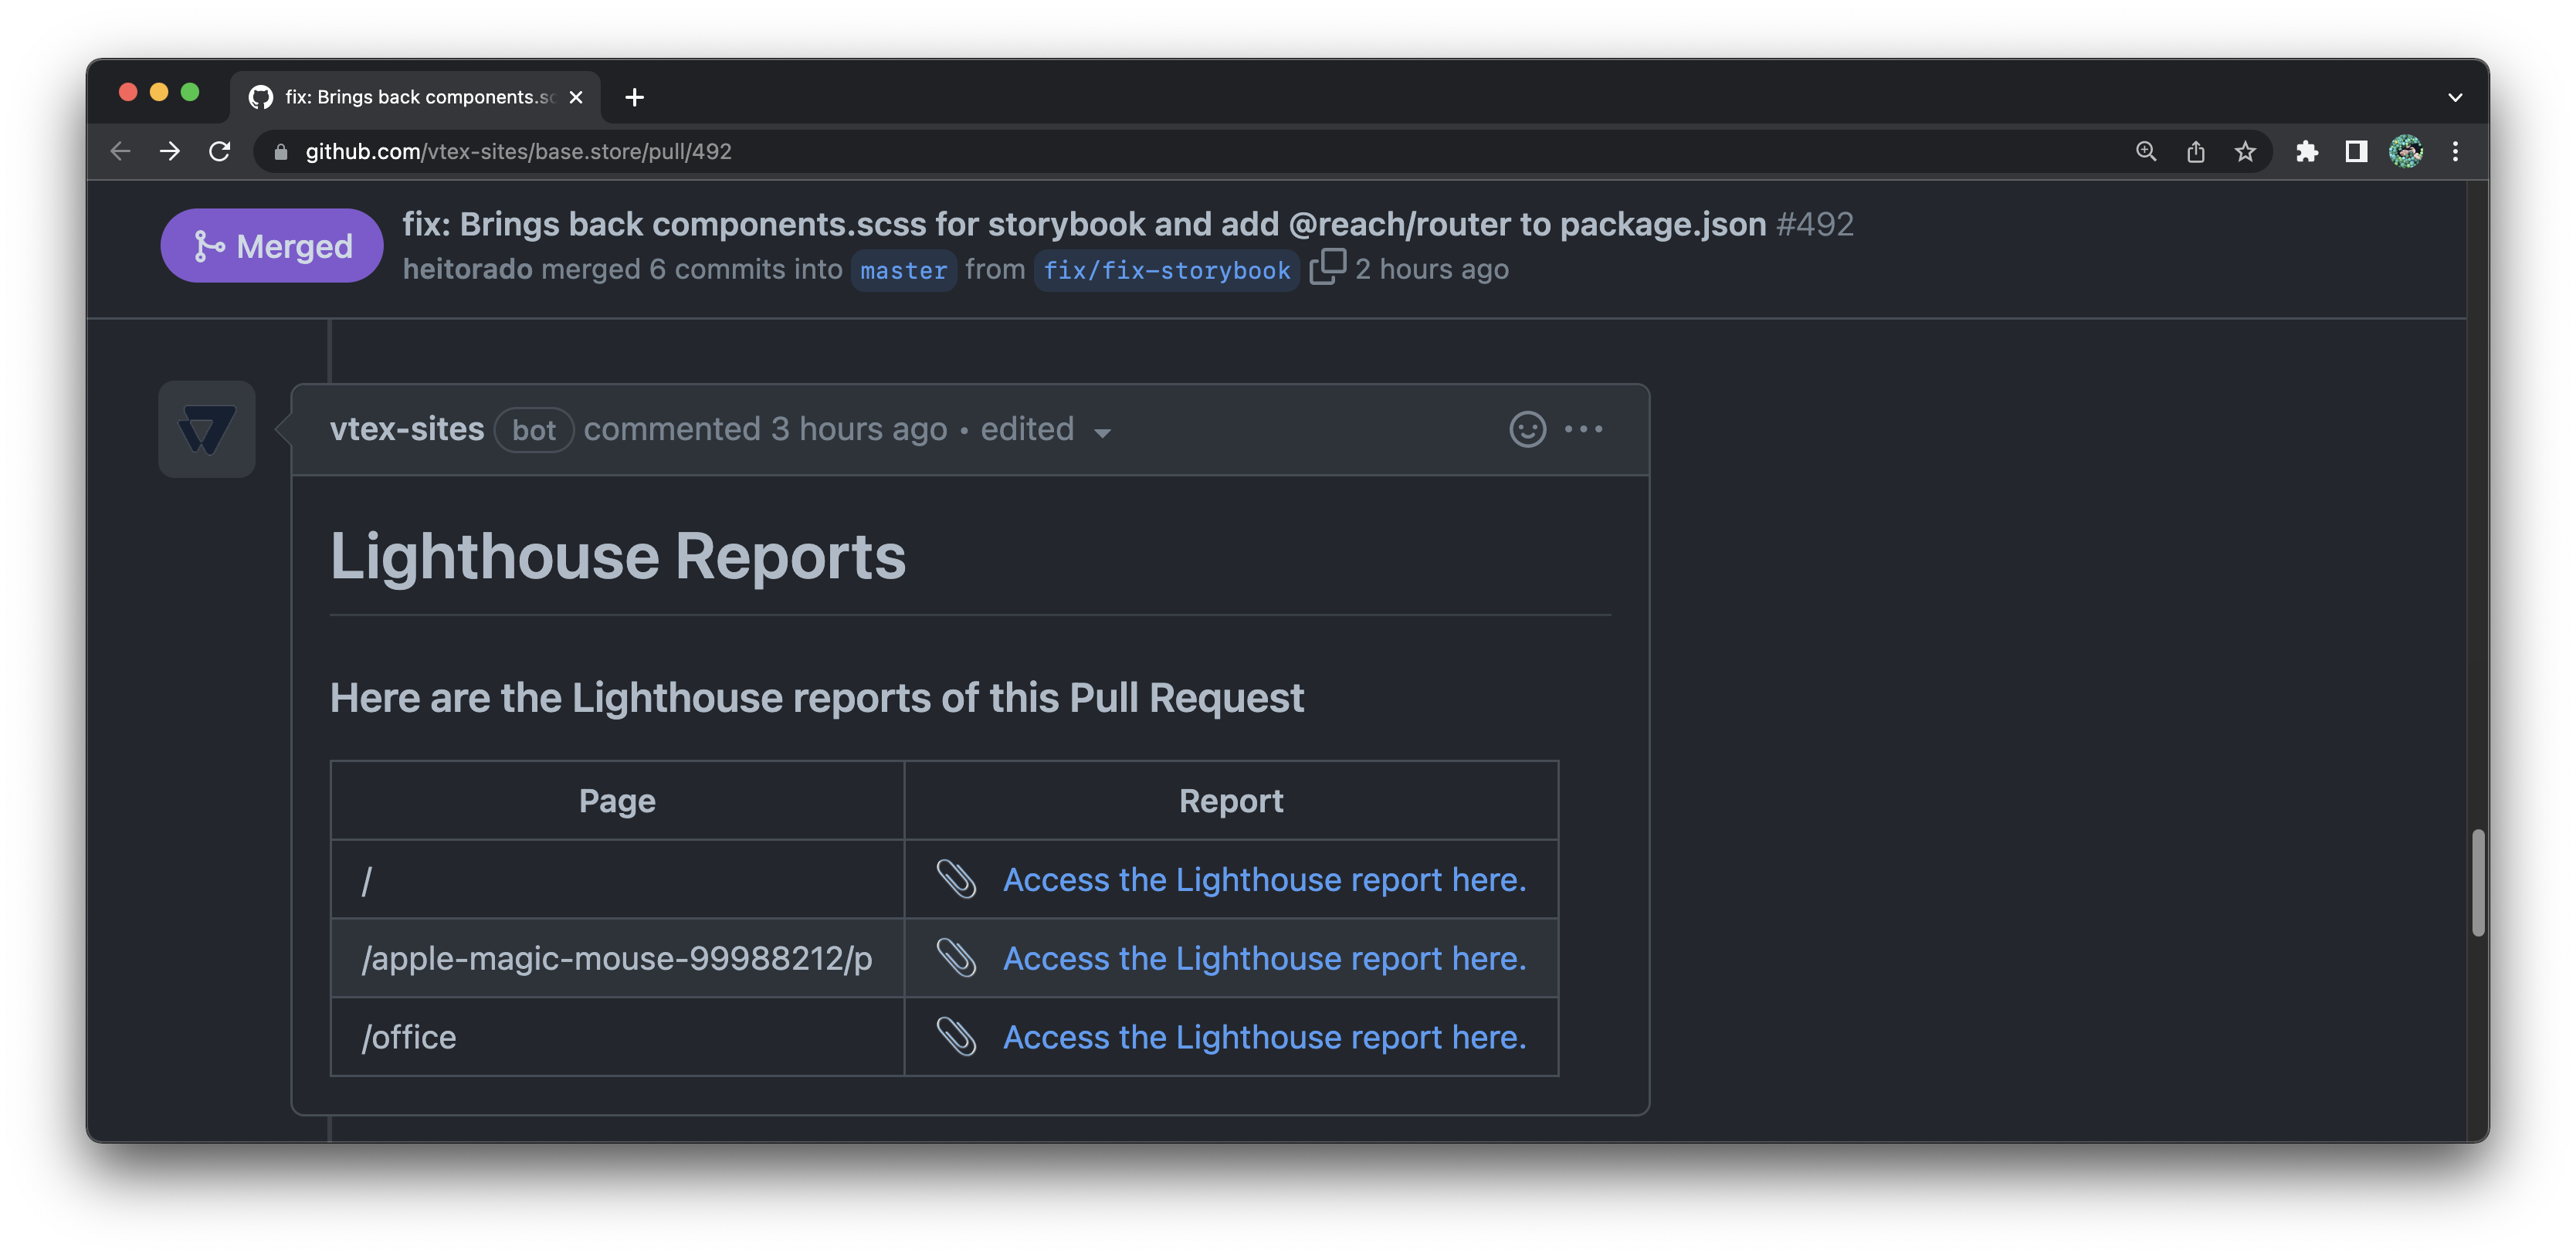 fix: Brings back components.sc
github.com/vtex-sites/base.store/pull/492
Merged
fix: Brings back components.scss for storybook and add @reach/router to package.json #492
heitorado merged 6 commits into master from fix/fix-storybook 2 hours ago
vtex-sites bot commented 3 hours ago • edited
Lighthouse Reports
Here are the Lighthouse reports of this Pull Request
Page Report
/ Access the Lighthouse report here.
/apple-magic-mouse-99988212/p Access the Lighthouse report here.
/office Access the Lighthouse report here.